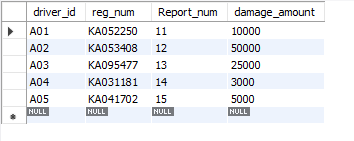 driver_id reg_num Report_num damage_amount
A01 KA052250 11 10000
A02 KA053408 12 50000
A03 KA095477 13 25000
A04 KA031181 14 3000
A05 KA041702 15 5000
NULL NULL NULL NULL